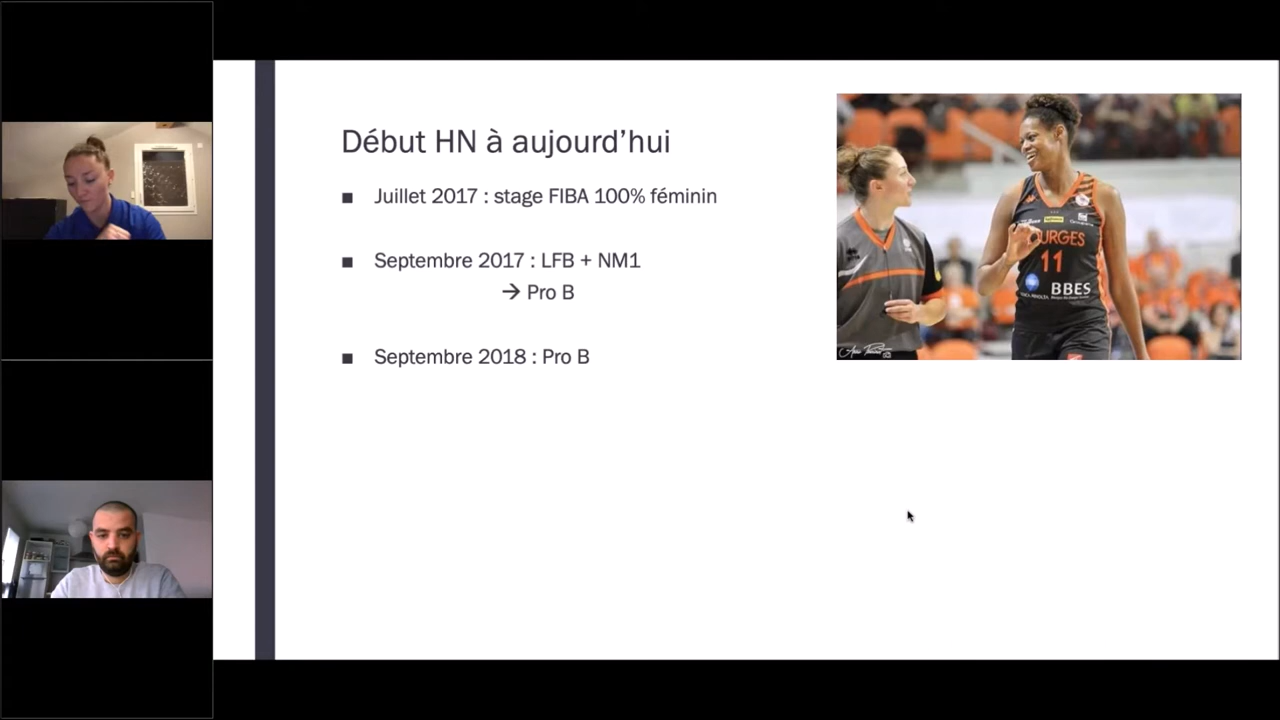 Début HN à aujourd'hui
▪ Juillet 2017 : stage FIBA 100% féminin
▪ Septembre 2017 : LFB + NM1
→ Pro B
▪ Septembre 2018 : Pro B
OURGES
11
BBES